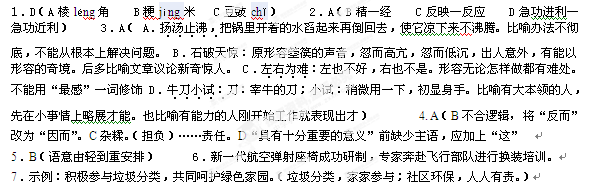 1．D(A 棱 léng 角　B 粳 jīng 米　C 豆豉 chǐ )　2．A(B 精一经　C 反映一反应　D 急功进利一
急功近利)　3．A ( A．扬汤止沸，把锅里开着的水舀起来再倒回去，使它凉下来不沸腾。比喻办法不彻
底，不能从根本上解决问题。 B．石破天惊：原形容箜篌的声音，忽而高亢，忽而低沉，出人意外，有能以
形容的奇境。后多比喻文章议论新奇惊人。 C．左右为难：左也不好，右也不是。形容无论怎样做都有难处。
不能用“最感”一词修饰 D．牛刀小试：刀：宰牛的刀；小试：稍微用一下，初显身手。比喻有大本领的人，
先在小事情上略展才能。也比喻有能力的人刚开始工作就表现出才)　4.A(B 不合逻辑，将“反而”
改为“因而”。C 杂糅。(担负)……责任。D “具有十分重要的意义”前缺少主语，应加上“这”
5．B(语意由轻到重安排)　6．新一代航空弹射座椅成功研制，专家奔赴飞行部队进行换装培训。
7．示例：积极参与垃圾分类，共同呵护绿色家园。(垃圾分类，家家参与；社区环保，人人有责。)